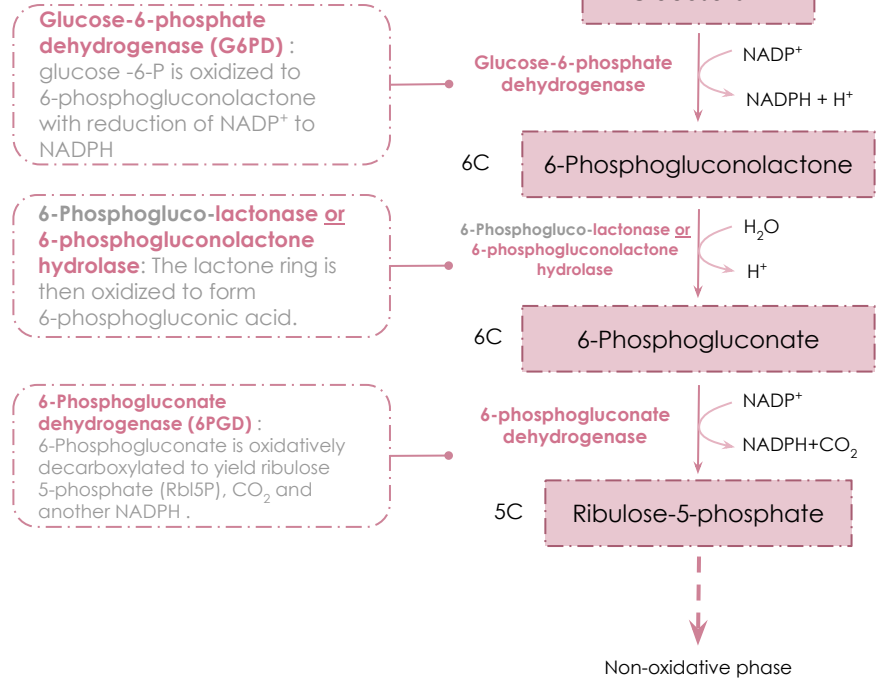 Glucose-6-phosphate
dehydrogenase (G6PD) :
glucose -6-P is oxidized to
6-phosphogluconolactone
with reduction of NADP⁺ to
NADPH
Glucose-6-phosphate
dehydrogenase
NADP⁺
NADPH + H⁺
6C
6-Phosphogluconolactone
6-Phosphogluco-lactonase or
6-phosphogluconolactone
hydrolase: The lactone ring is
then oxidized to form
6-phosphogluconic acid.
6-Phosphogluco-lactonase or
6-phosphogluconolactone
hydrolase
H₂O
H⁺
6C
6-Phosphogluconate
6-Phosphogluconate
dehydrogenase (6PGD) :
6-Phosphogluconate is oxidatively
decarboxylated to yield ribulose
5-phosphate (Rbl5P), CO₂ and
another NADPH .
6-phosphogluconate
dehydrogenase
NADP⁺
NADPH+CO₂
5C
Ribulose-5-phosphate
Non-oxidative phase